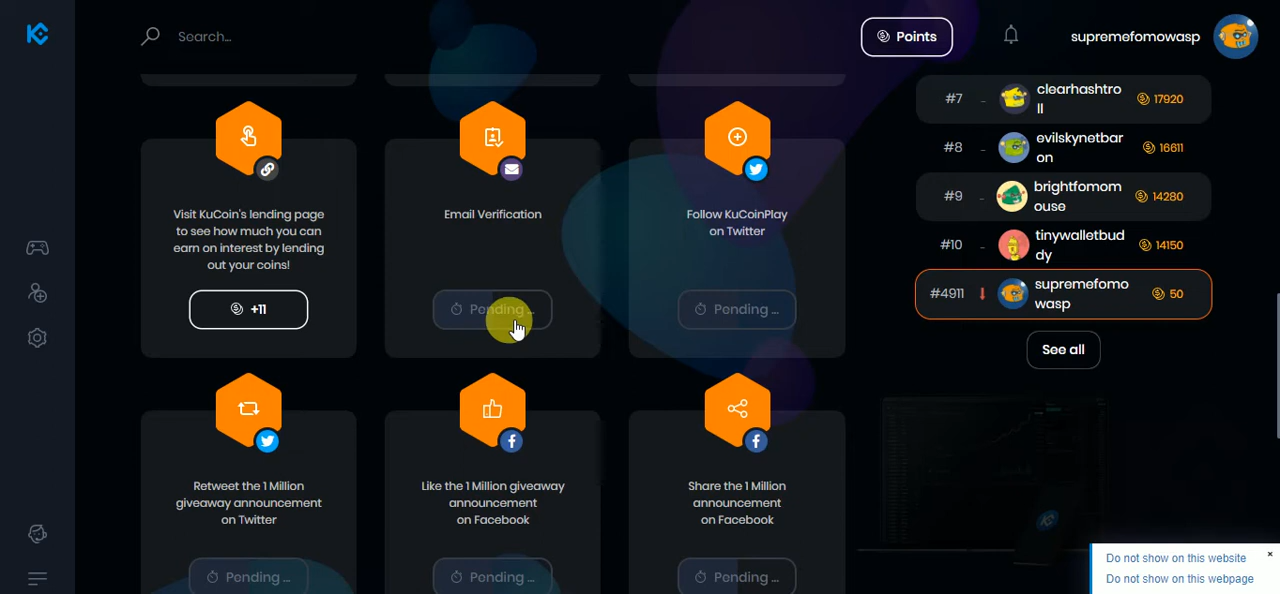 Search...
Points
supremefomowasp
Visit KuCoin's lending page
to see how much you can
earn on interest by lending
out your coins!
+11
Email Verification
Pending ...
Follow KuCoinPlay
on Twitter
Pending ...
Retweet the 1 Million
giveaway announcement
on Twitter
Pending ...
Like the 1 Million giveaway
announcement
on Facebook
Pending ...
Share the 1 Million
announcement
on Facebook
Pending ...
#7
clearhashtro
ll
17920
#8
evilskynetbar
on
16611
#9
brightfomom
ouse
14280
#10
tinywalletbud
dy
14150
#4911
supremefomo
wasp
50
See all
Do not show on this website
Do not show on this webpage